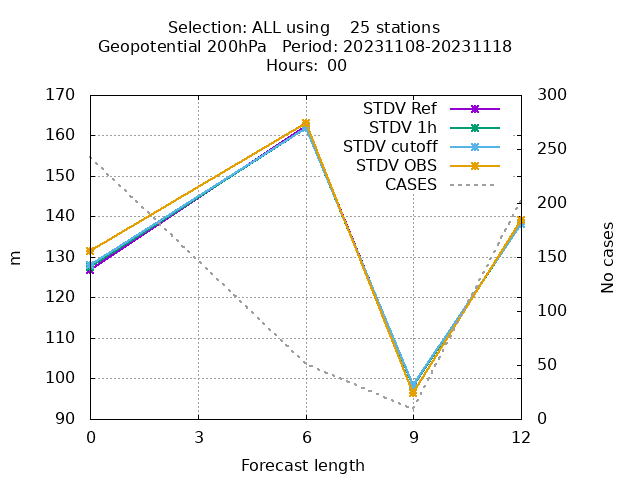 Selection: ALL using    25 stations
Geopotential 200hPa   Period: 20231108-20231118
Hours:  00
170
160
150
140
130
120
110
100
90
m
STDV Ref
STDV 1h
STDV cutoff
STDV OBS
CASES
300
250
200
150
100
50
0
No cases
0 3 6 9 12
Forecast length